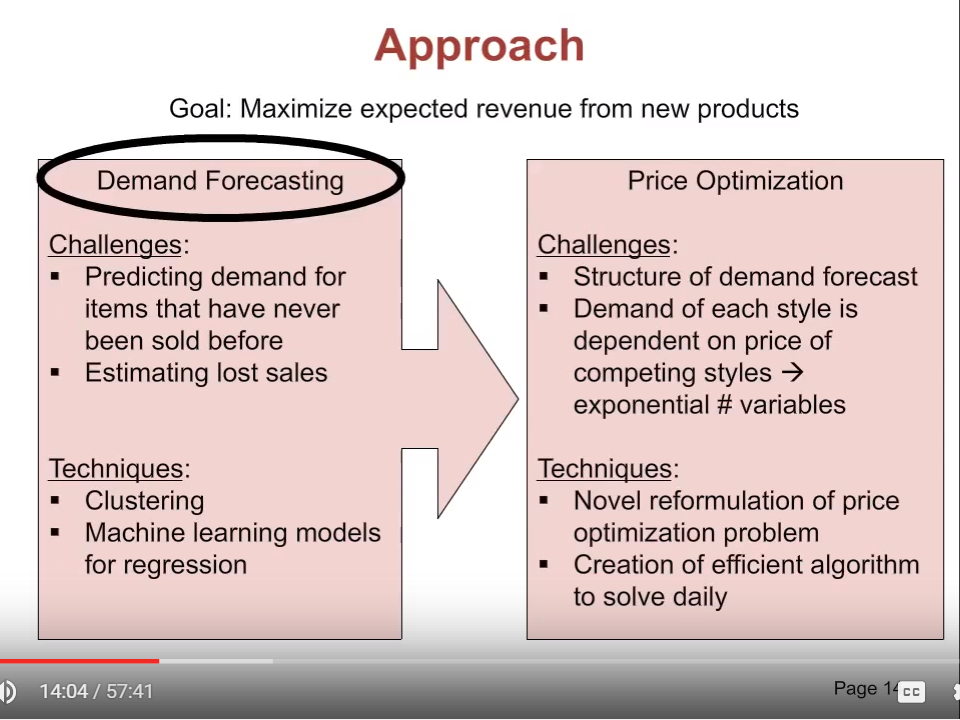 Approach
Goal: Maximize expected revenue from new products
Demand Forecasting
Challenges:
▪ Predicting demand for
items that have never
been sold before
▪ Estimating lost sales
Techniques:
▪ Clustering
▪ Machine learning models
for regression
Price Optimization
Challenges:
▪ Structure of demand forecast
▪ Demand of each style is
dependent on price of
competing styles →
exponential # variables
Techniques:
▪ Novel reformulation of price
optimization problem
▪ Creation of efficient algorithm
to solve daily
14:04 / 57:41
Page 14
CC